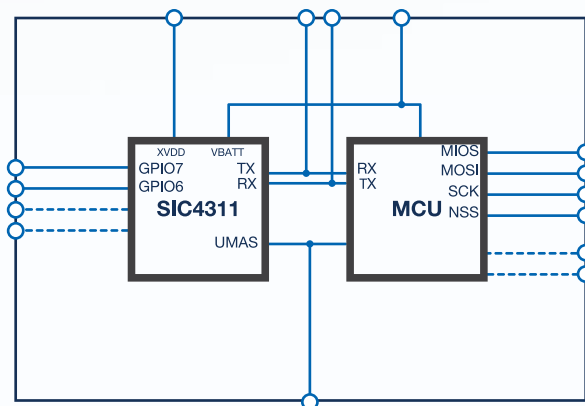 XVDD VBATT
GPIO7 TX
GPIO6 RX
SIC4311
UMAS
RX MIOS
TX MOSI
SCK
MCU NSS